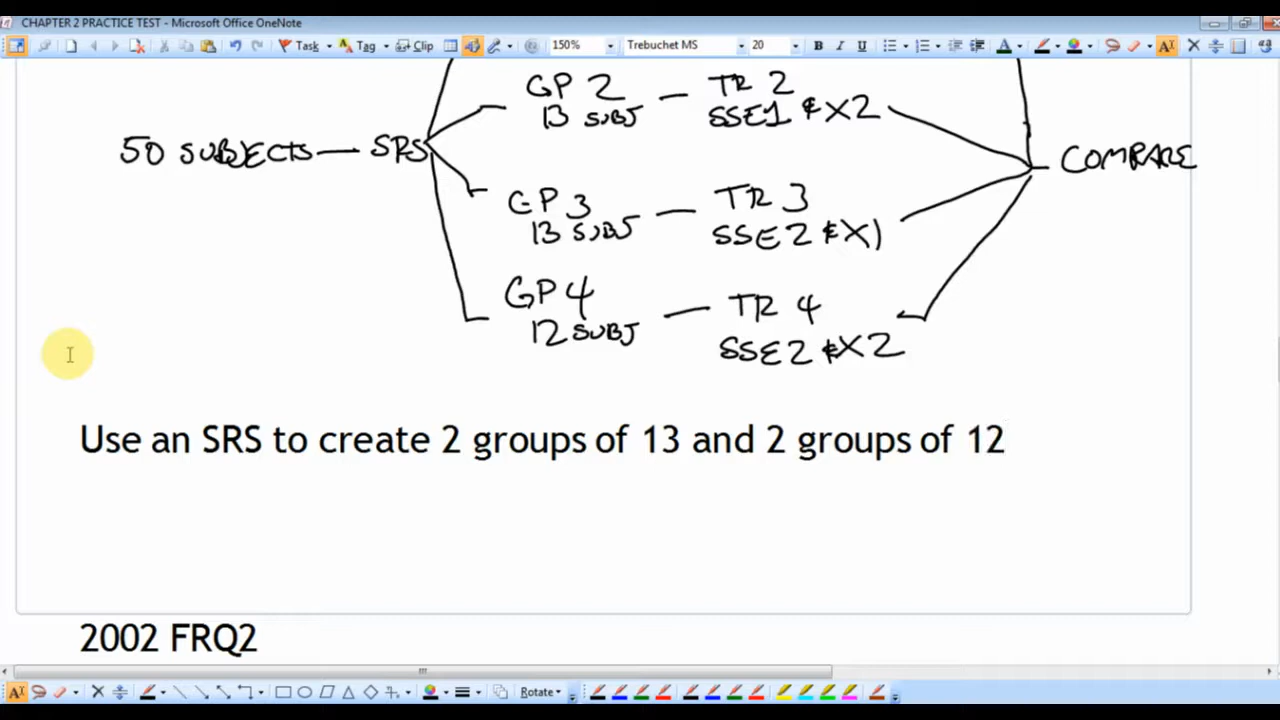 CHAPTER 2 PRACTICE TEST - Microsoft Office OneNote
Task Tag Clip 150% Trebuchet MS 20 B I U A
GP 2 - TR 2
13 SUBJ SSE1 & X2
50 SUBJECTS - SRS COMPARE
GP 3 - TR 3
13 SUBJ SSE2 & X1
GP 4 - TR 4
12 SUBJ SSE2 & X2
Use an SRS to create 2 groups of 13 and 2 groups of 12
2002 FRQ2
Rotate